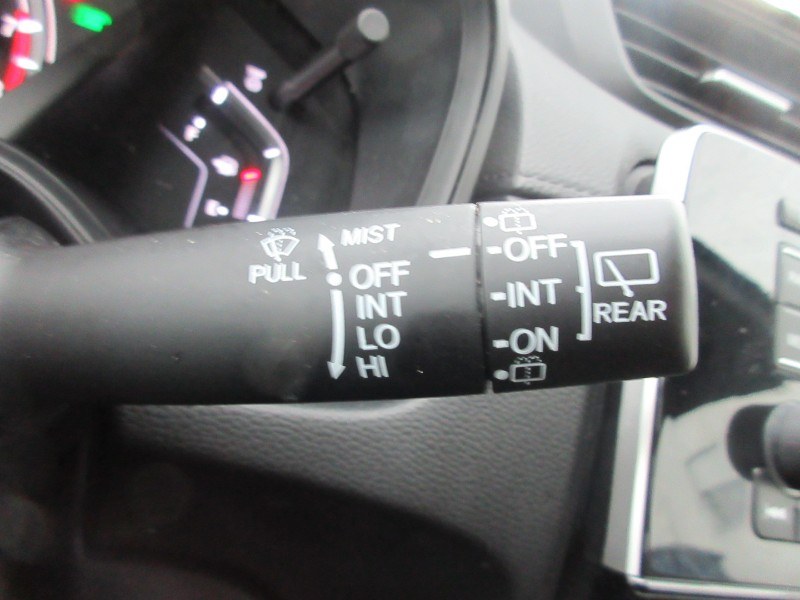 PULL
MIST
OFF
INT
LO
HI
OFF
INT
ON
REAR